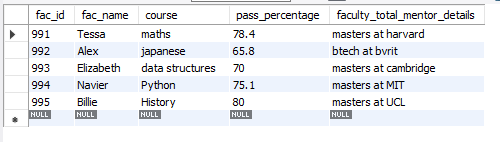 fac_id fac_name course pass_percentage faculty_total_mentor_details
991 Tessa maths 78.4 masters at harvard
992 Alex japanese 65.8 btech at bvrit
993 Elizabeth data structures 70 masters at cambridge
994 Navier Python 75.1 masters at MIT
995 Billie History 80 masters at UCL
NULL NULL NULL NULL NULL